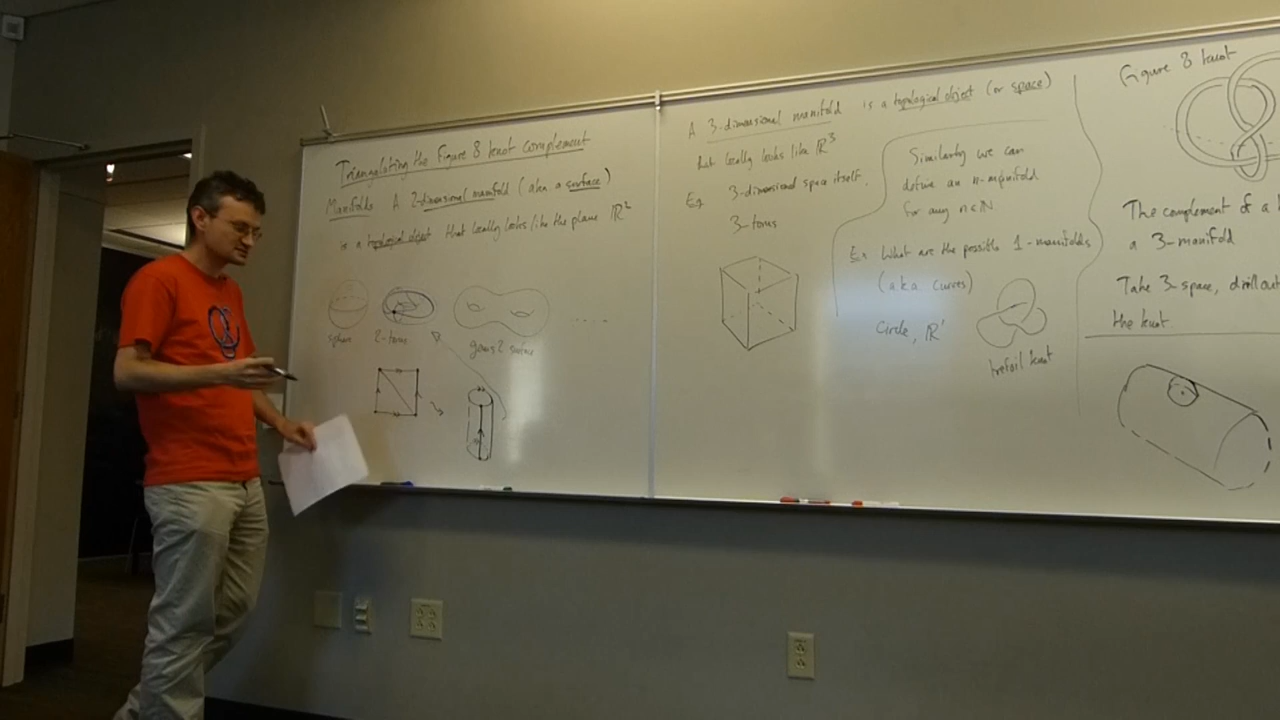 Triangulating the Figure 8 knot complement
Manifolds A 2-dimensional manifold (aka a surface)
is a topological object that locally looks like the plane ℝ²
sphere 2-torus genus 2 surface
A 3-dimensional manifold is a topological object (or space)
that locally looks like ℝ³
Eg 3-dimensional space itself,
3-torus
Similarly we can
define an n-manifold
for any n∈ℕ
Ex What are the possible 1-manifolds
(aka curves)
Circle, ℝ¹
trefoil knot
Figure 8 knot
The complement of a
a 3-manifold
Take 3-space, drill out
the knot.